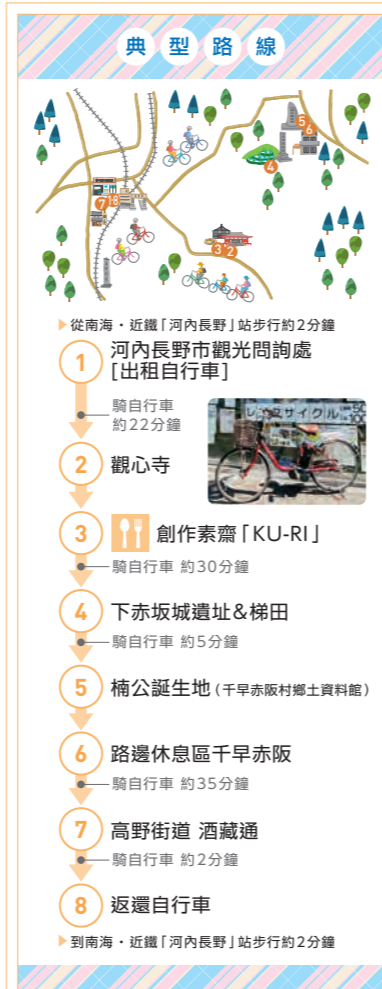 典型路線
5
6
4
7
1 8
3 2
▶從南海・近鐵「河內長野」站步行約2分鐘
1 河內長野市觀光問詢處
[出租自行車]
騎自行車
約22分鐘
2 觀心寺
3 創作素齋「KU-RI」
騎自行車 約30分鐘
4 下赤坂城遺址&梯田
騎自行車 約5分鐘
5 楠公誕生地(千早赤阪村鄉土資料館)
6 路邊休息區千早赤阪
騎自行車 約35分鐘
7 高野街道 酒藏通
騎自行車 約2分鐘
8 返還自行車
▶到南海・近鐵「河內長野」站步行約2分鐘